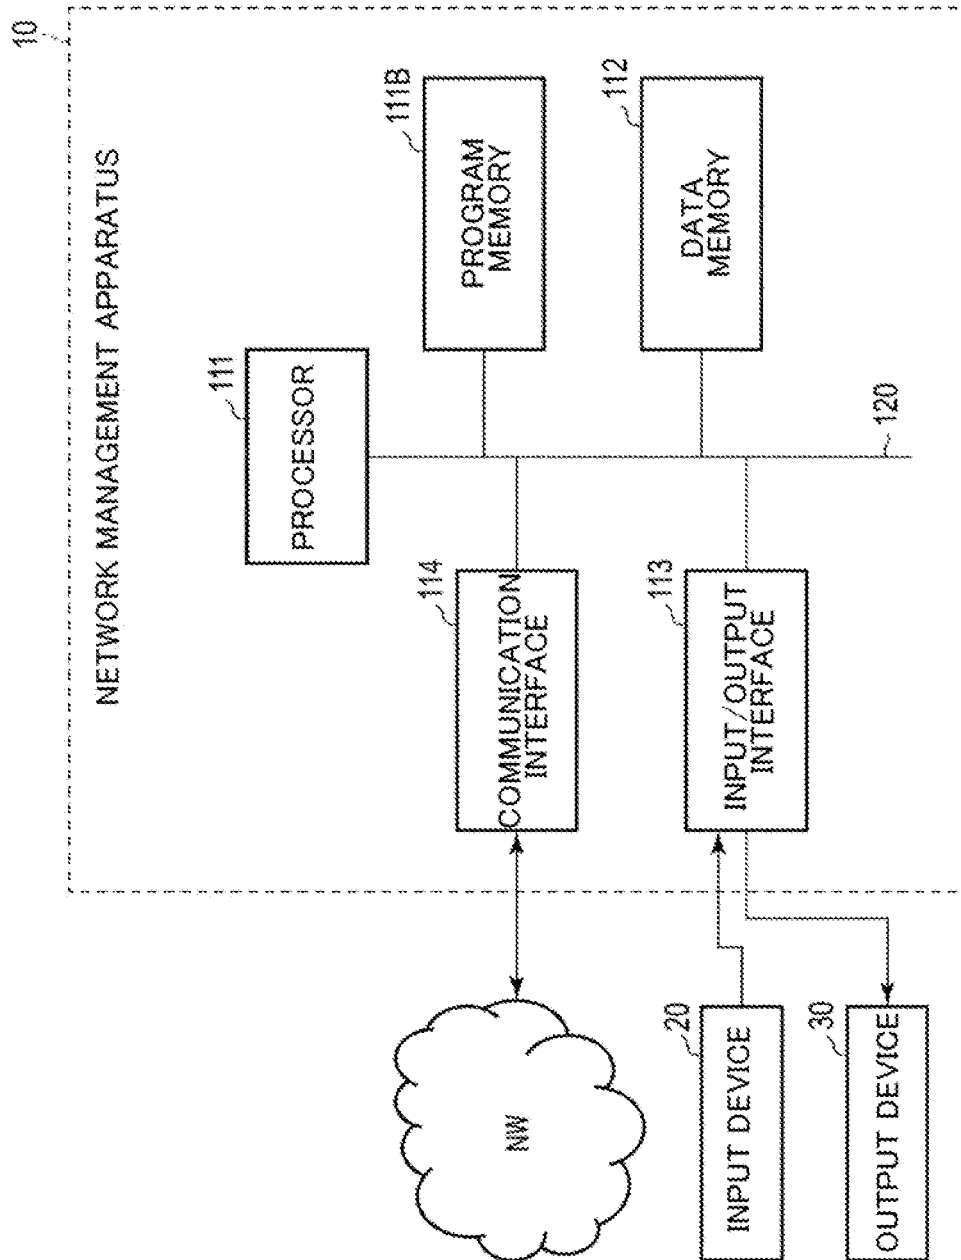 10
NETWORK MANAGEMENT APPARATUS
111
PROCESSOR
111B
PROGRAM
MEMORY
112
DATA
MEMORY
120
114
COMMUNICATION
INTERFACE
113
INPUT/OUTPUT
INTERFACE
NW
20
INPUT DEVICE
30
OUTPUT DEVICE